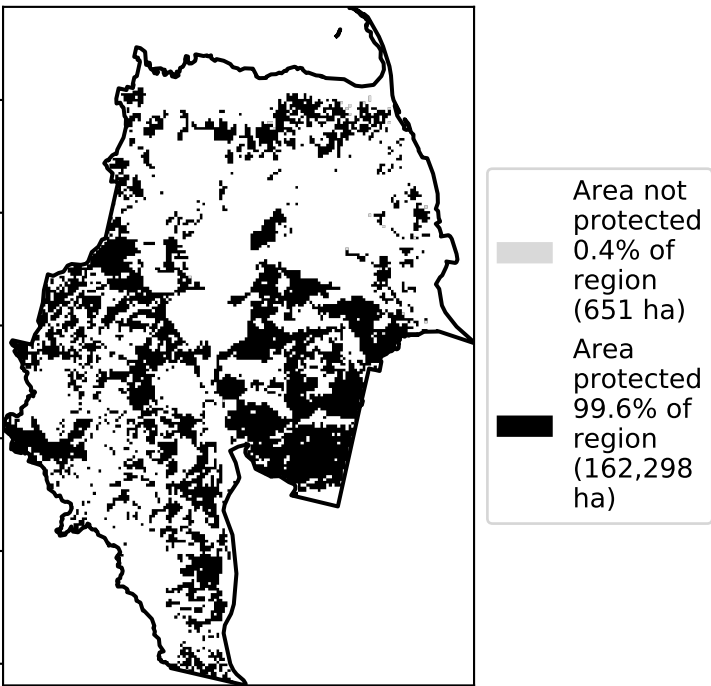 Area not
protected
0.4% of
region
(651 ha)
Area
protected
99.6% of
region
(162,298
ha)